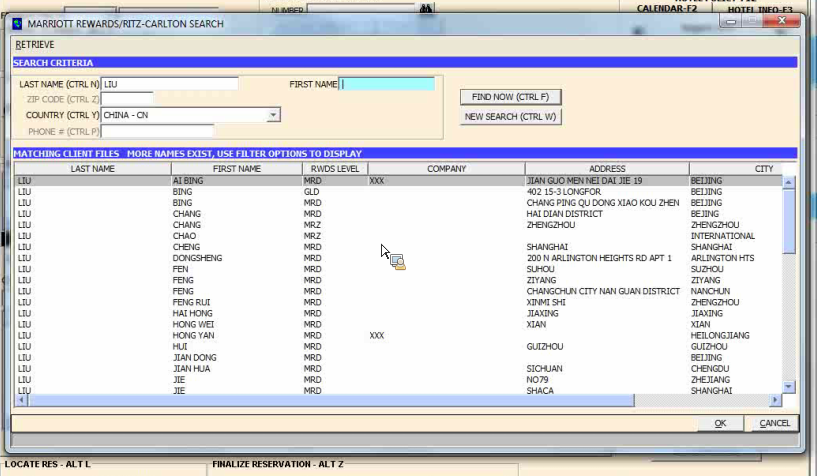 NUMBER
CALENDAR-F2 HOTEL INFO-F3
MARRIOTT REWARDS/RITZ-CARLTON SEARCH
RETRIEVE
SEARCH CRITERIA
LAST NAME (CTRL N) LIU FIRST NAME
ZIP CODE (CTRL Z) FIND NOW (CTRL F)
COUNTRY (CTRL Y) CHINA - CN NEW SEARCH (CTRL W)
PHONE # (CTRL P)
MATCHING CLIENT FILES MORE NAMES EXIST, USE FILTER OPTIONS TO DISPLAY
LAST NAME FIRST NAME RWDS LEVEL COMPANY ADDRESS CITY
LIU AI BING MRD XXX JIAN GUO MEN NEI DAI JIE 19 BEIJING
LIU BING GLD 402 15-3 LONGFOR BEIJING
LIU BING MRD CHANG PING QU DONG XIAO KOU ZHEN BEIJING
LIU CHANG MRD HAI DIAN DISTRICT BEJING
LIU CHANG MRZ ZHENGZHOU ZHENGZHOU
LIU CHAO MRZ INTERNATIONAL
LIU CHENG MRD SHANGHAI SHANGHAI
LIU DONGSHENG MRD 200 N ARLINGTON HEIGHTS RD APT 1 ARLINGTON HTS
LIU FEN MRD SUHOU SUZHOU
LIU FENG MRD ZIYANG ZIYANG
LIU FENG MRD CHANGCHUN CITY NAN GUAN DISTRICT NANCHUN
LIU FENG RUI MRD XINMI SHI ZHENGZHOU
LIU HAI HONG MRD JIAXING JIAXING
LIU HONG WEI MRD XIAN XIAN
LIU HONG YAN MRD XXX HEILONGJIANG
LIU HUI MRD GUIZHOU GUIZHOU
LIU JIAN DONG MRD BEIJING
LIU JIAN HUA MRD SICHUAN CHENGDU
LIU JIE MRD NO79 ZHEJIANG
LIU JIE MRD SHACA SHANGHAI
OK CANCEL
LOCATE RES - ALT L FINALIZE RESERVATION - ALT Z